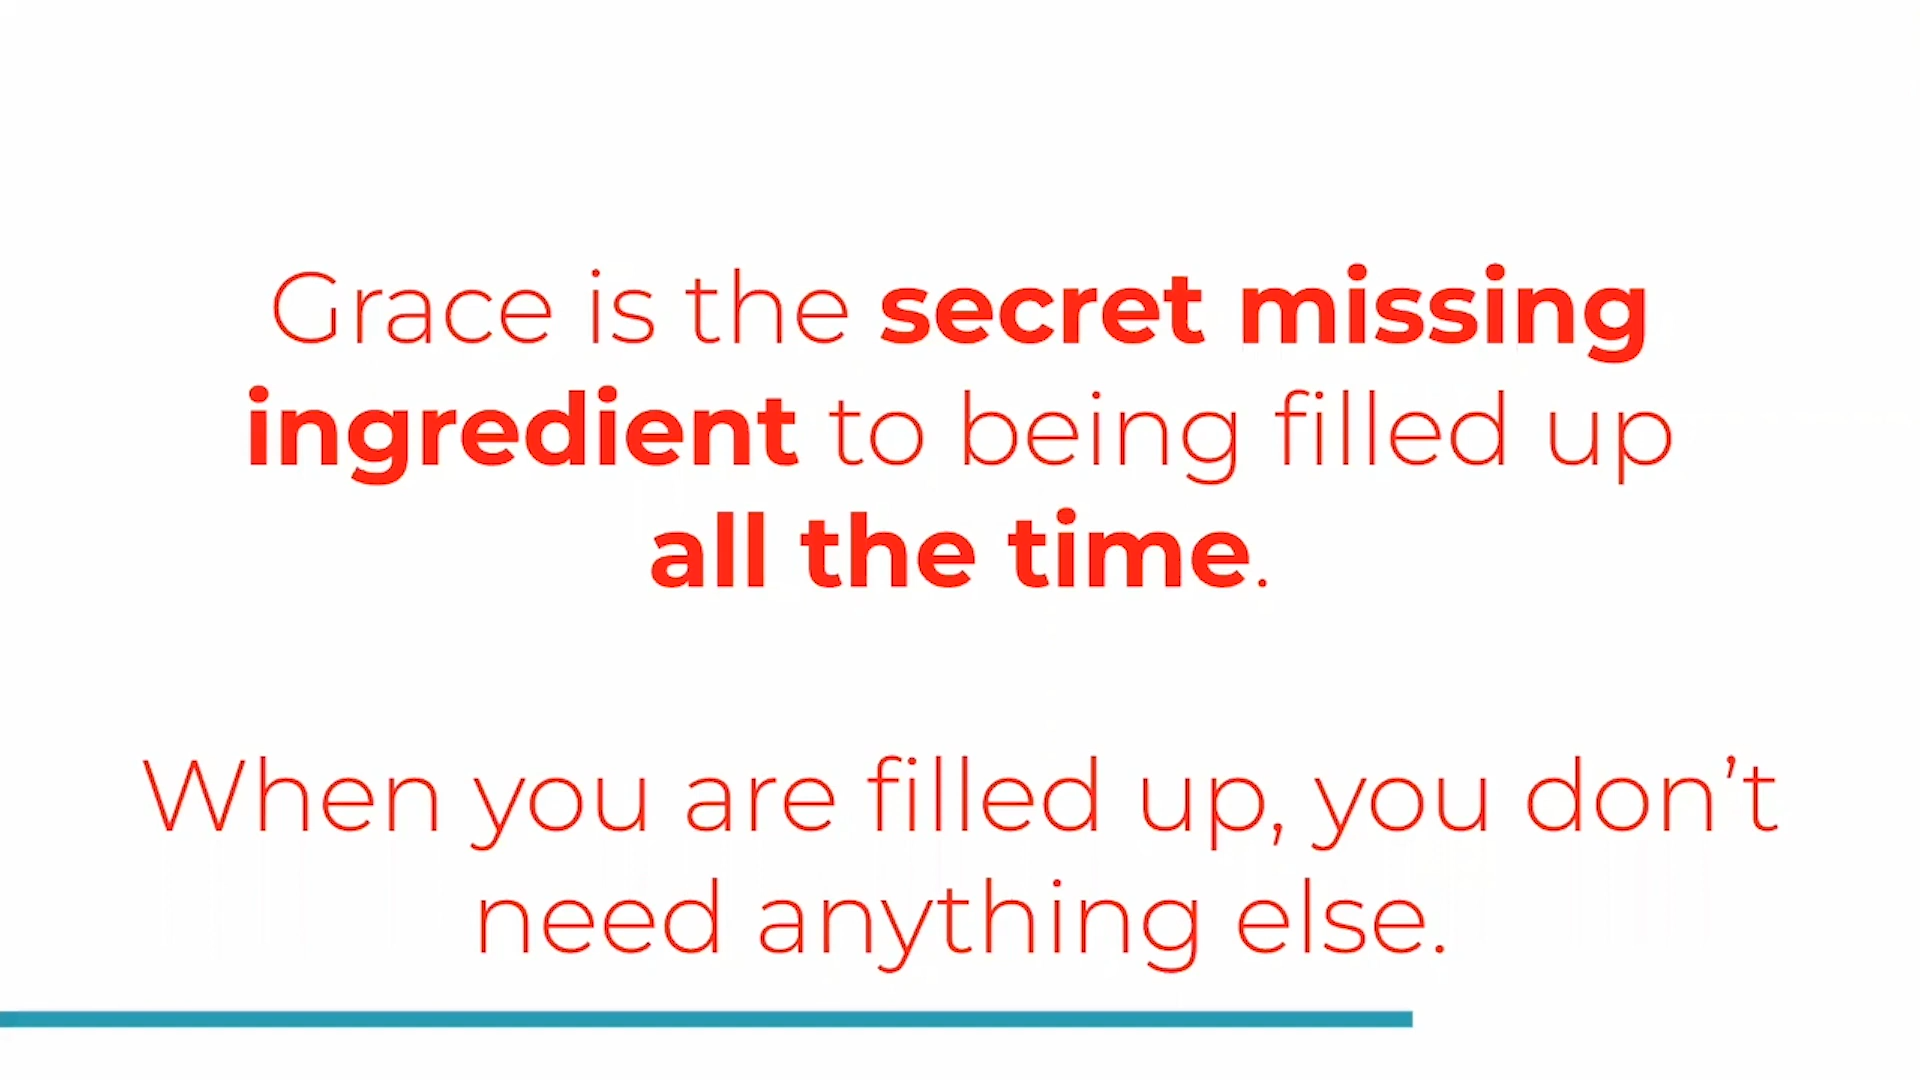 Grace is the secret missing
ingredient to being filled up
all the time.
When you are filled up, you don’t
need anything else.